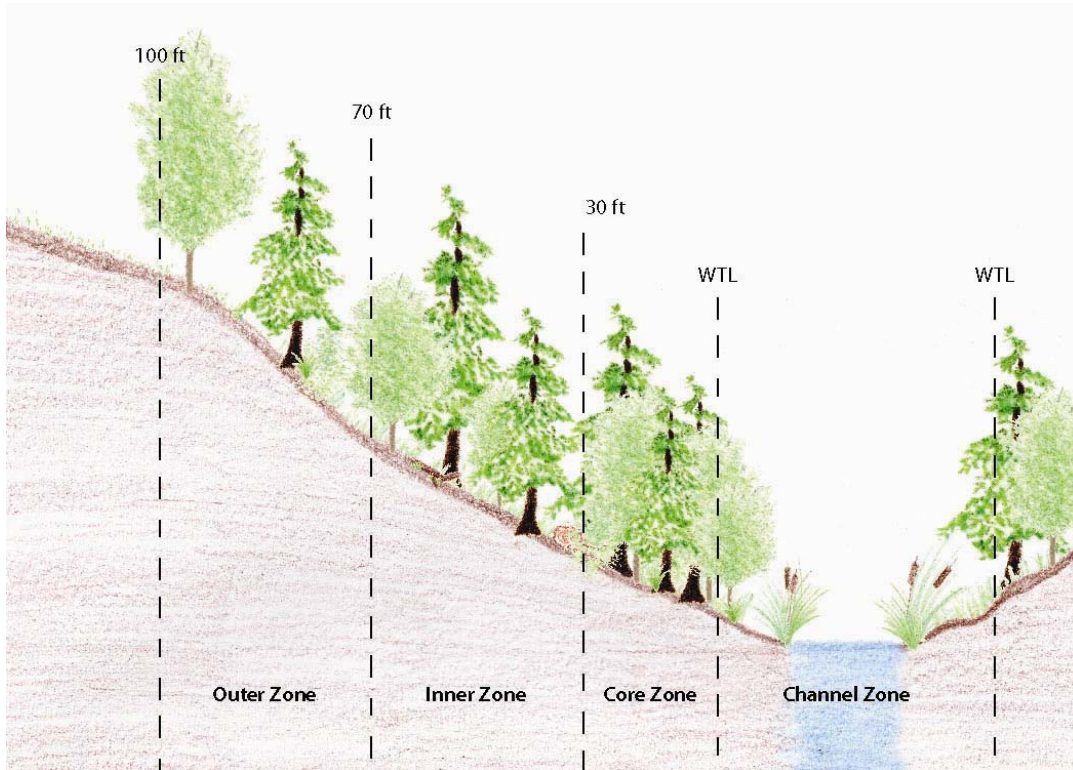 100 ft
70 ft
30 ft
WTL
WTL
Outer Zone
Inner Zone
Core Zone
Channel Zone